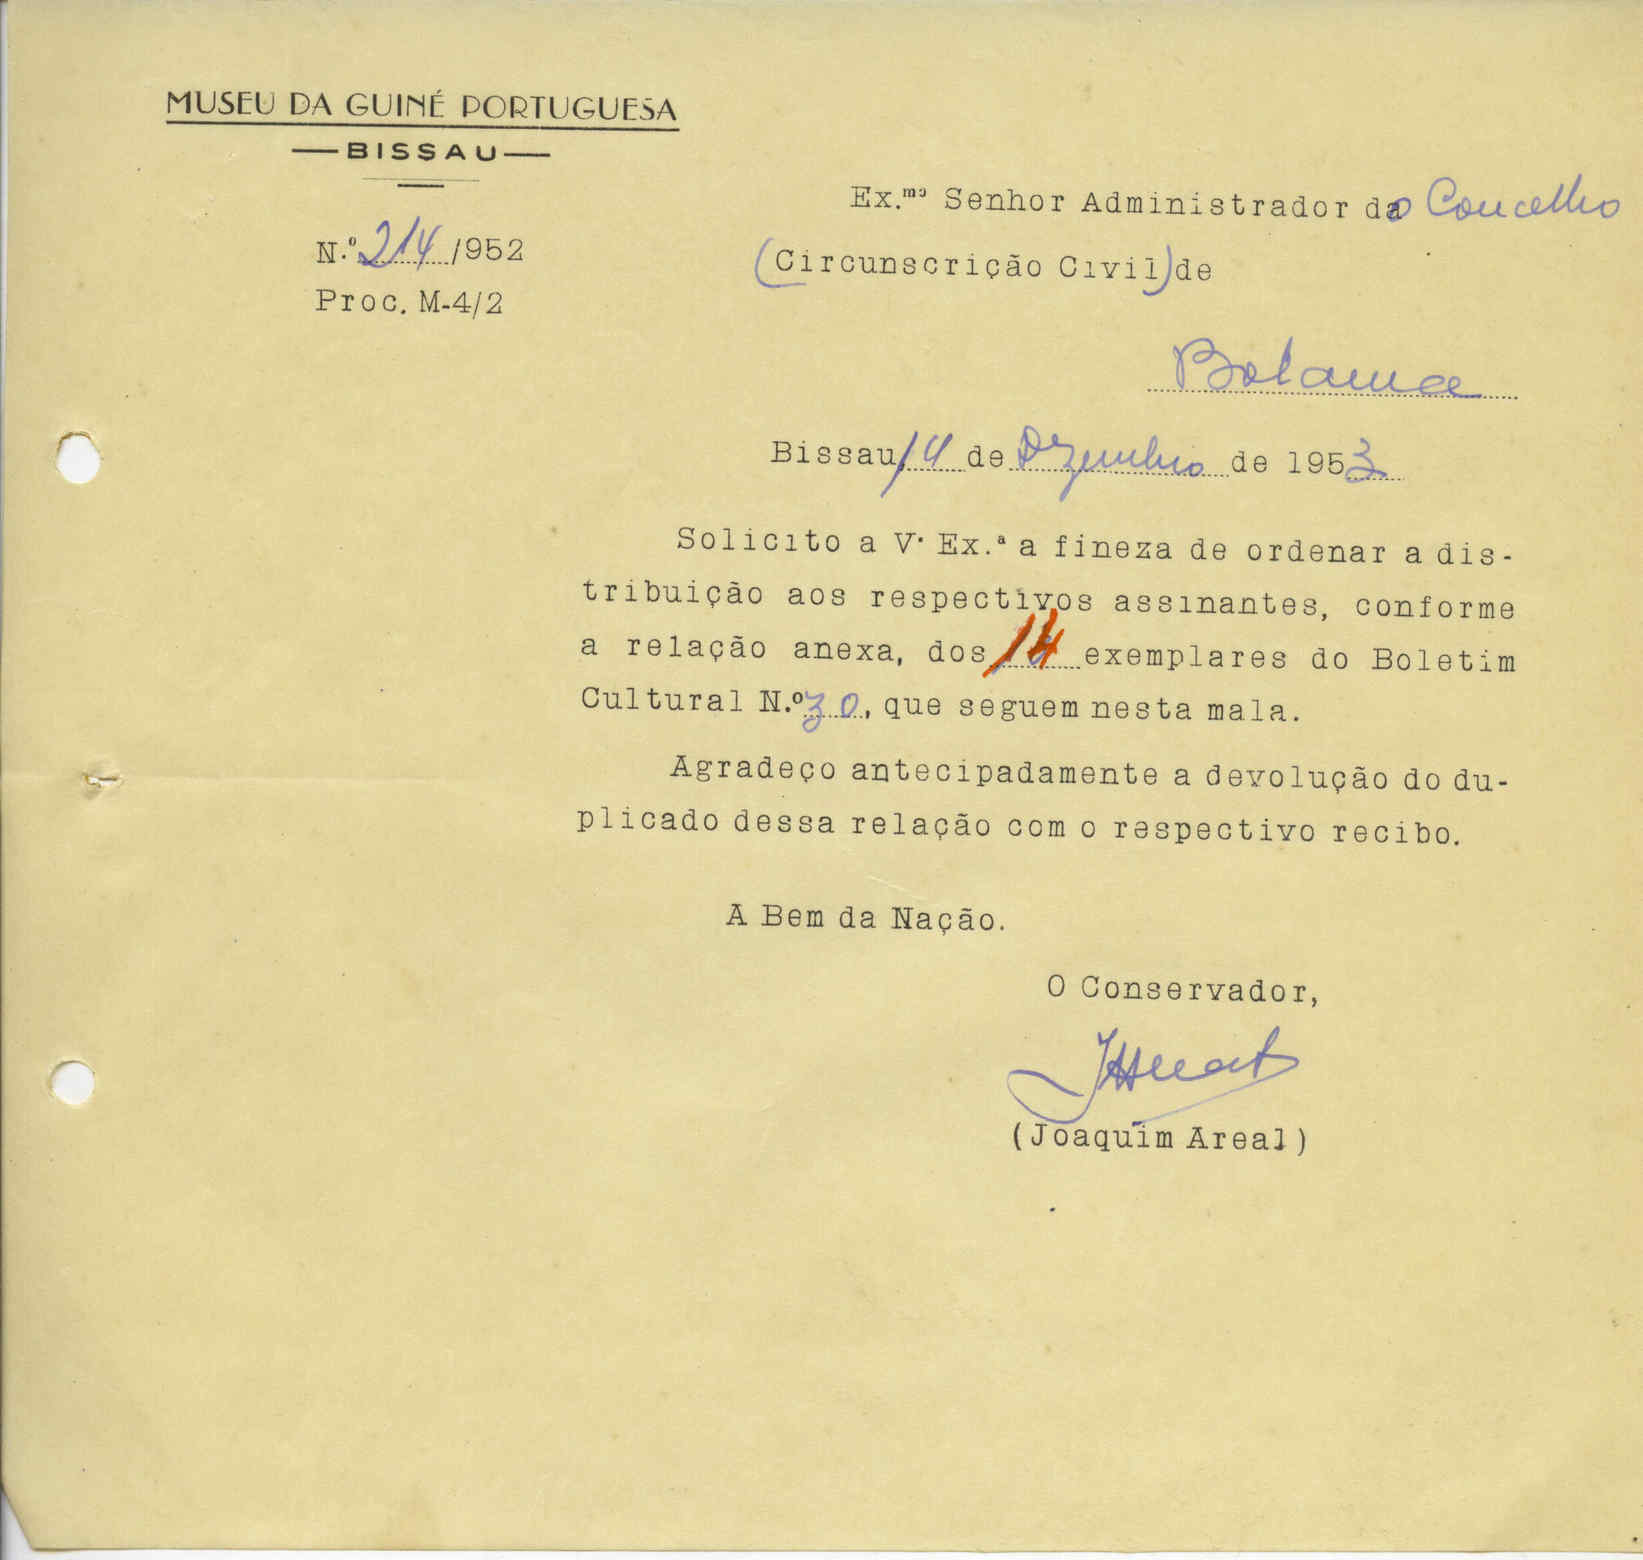 MUSEU DA GUINÉ PORTUGUESA
BISSAU
N.º 214/952
Proc. M-4/2
Ex.mo Senhor Administrador do Concelho
(Circunscrição Civil) de
Bolama
Bissau, 14 de Dezembro de 1953
Solicito a V. Ex.ª a fineza de ordenar a dis-
tribuição aos respectivos assinantes, conforme
a relação anexa, dos 14 exemplares do Boletim
Cultural N.º 30, que seguem nesta mala.
Agradeço antecipadamente a devolução do du-
plicado dessa relação com o respectivo recibo.
A Bem da Nação.
O Conservador,
(Joaquim Areal)